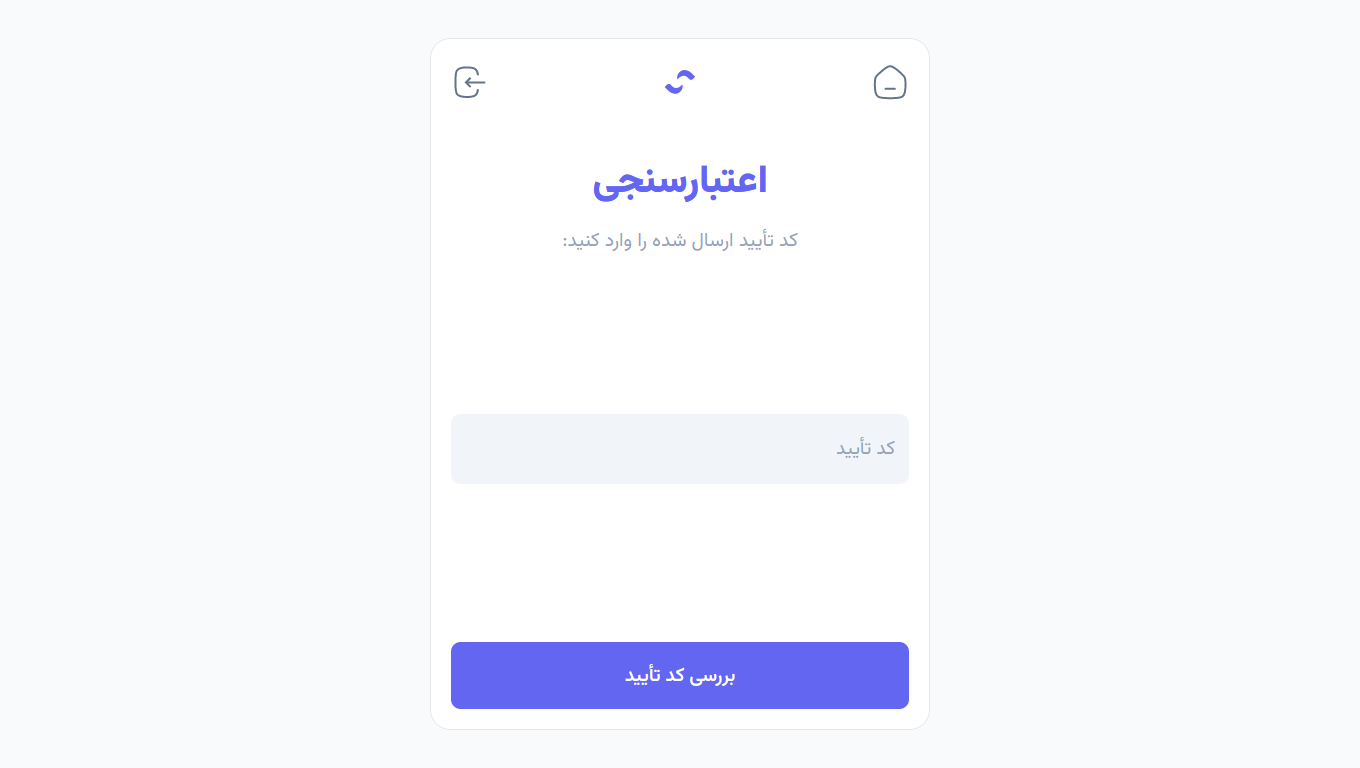 اعتبارسنجی
کد تأیید ارسال شده را وارد کنید:
کد تأیید
بررسی کد تأیید